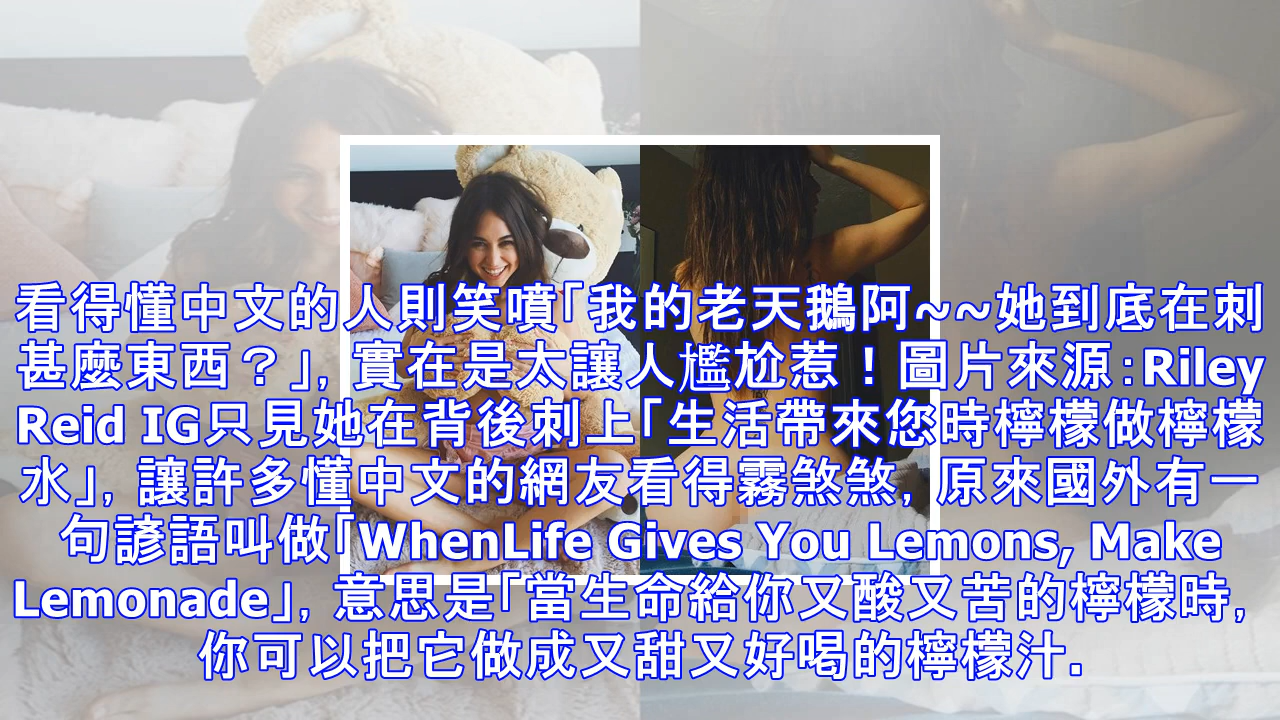 看得懂中文的人則笑噴「我的老天鵝阿~~她到底在刺
甚麼東西？」, 實在是太讓人尷尬惹！圖片來源:Riley
Reid IG只見她在背後刺上「生活帶來您時檸檬做檸檬
水」, 讓許多懂中文的網友看得霧煞煞, 原來國外有一
句諺語叫做「WhenLife Gives You Lemons, Make
Lemonade」, 意思是「當生命給你又酸又苦的檸檬時,
你可以把它做成又甜又好喝的檸檬汁.